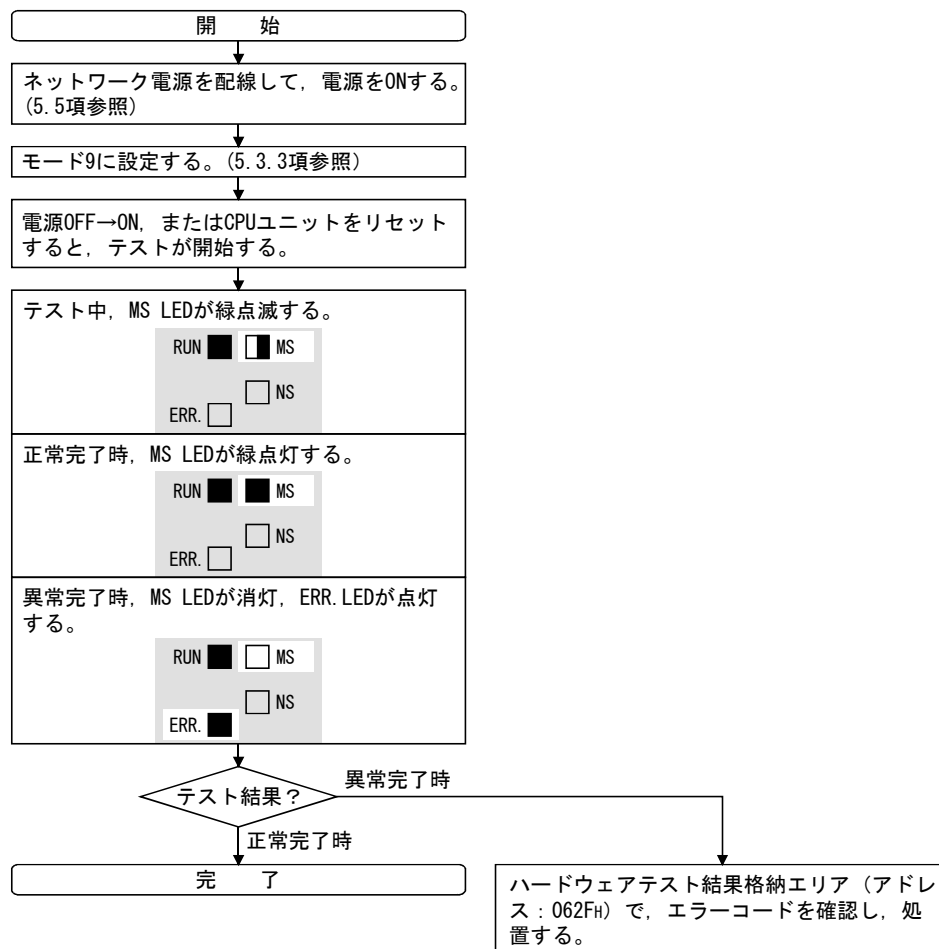 開　始
ネットワーク電源を配線して，電源をONする。
(5.5項参照)
モード9に設定する。(5.3.3項参照)
電源OFF→ON，またはCPUユニットをリセット
すると，テストが開始する。
テスト中，MS LEDが緑点滅する。
RUN MS
NS
ERR.
正常完了時，MS LEDが緑点灯する。
RUN MS
NS
ERR.
異常完了時，MS LEDが消灯，ERR.LEDが点灯
する。
RUN MS
NS
ERR.
テスト結果？
異常完了時
正常完了時
完　了
ハードウェアテスト結果格納エリア（アドレ
ス：062FH）で，エラーコードを確認し，処
置する。